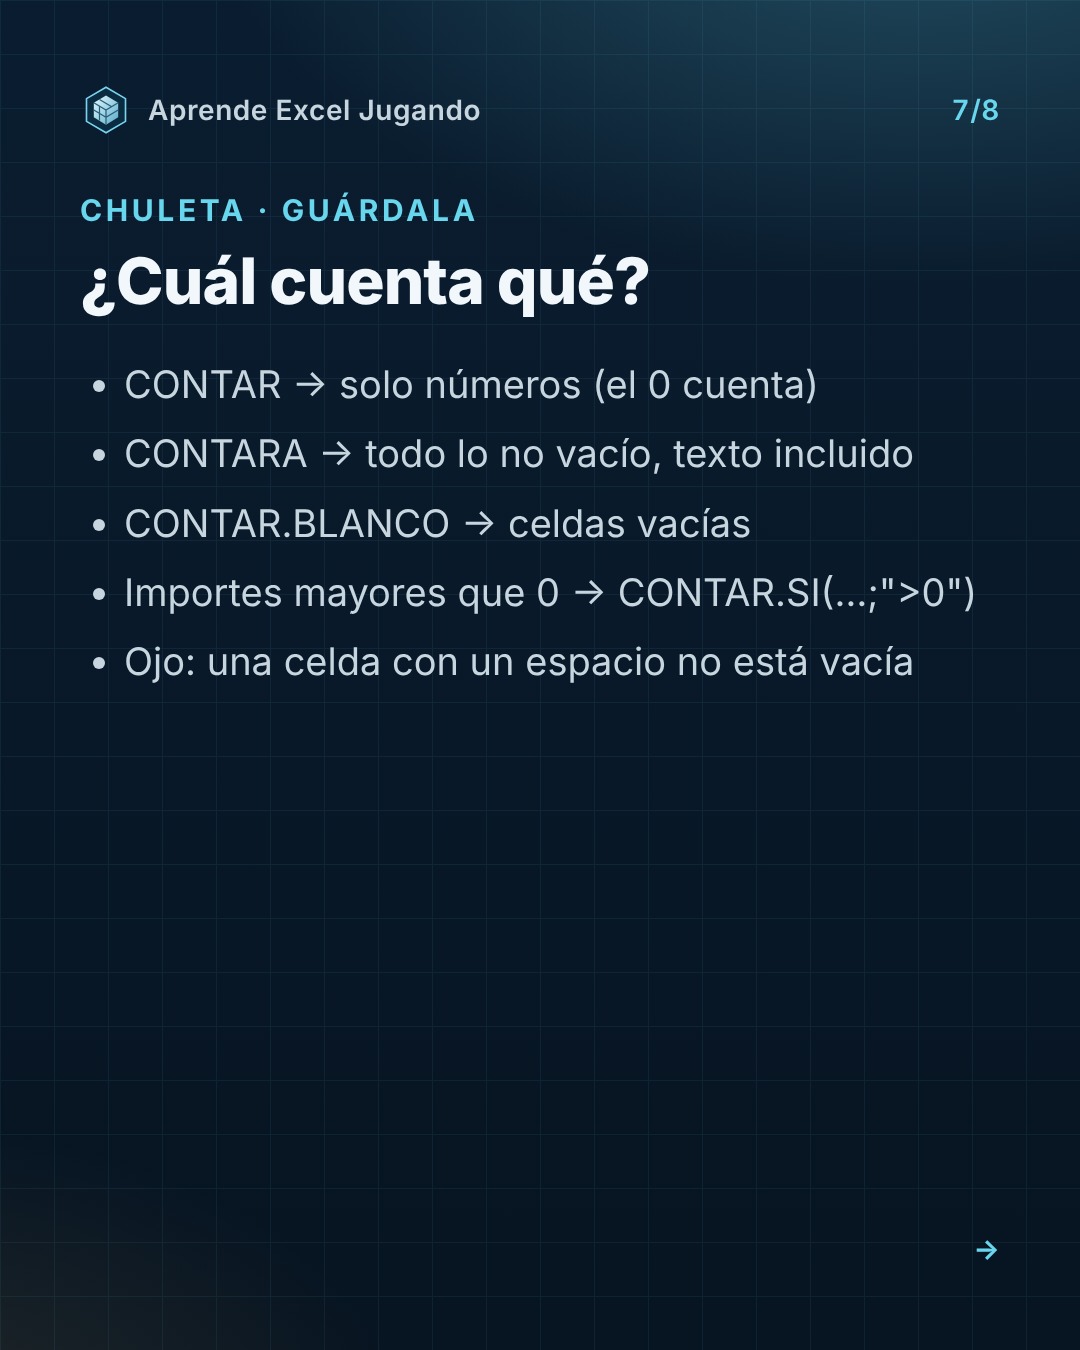 Aprende Excel Jugando
7/8
CHULETA · GUÁRDALA
¿Cuál cuenta qué?
• CONTAR → solo números (el 0 cuenta)
• CONTARA → todo lo no vacío, texto incluido
• CONTAR.BLANCO → celdas vacías
• Importes mayores que 0 → CONTAR.SI(...;">0")
• Ojo: una celda con un espacio no está vacía
→